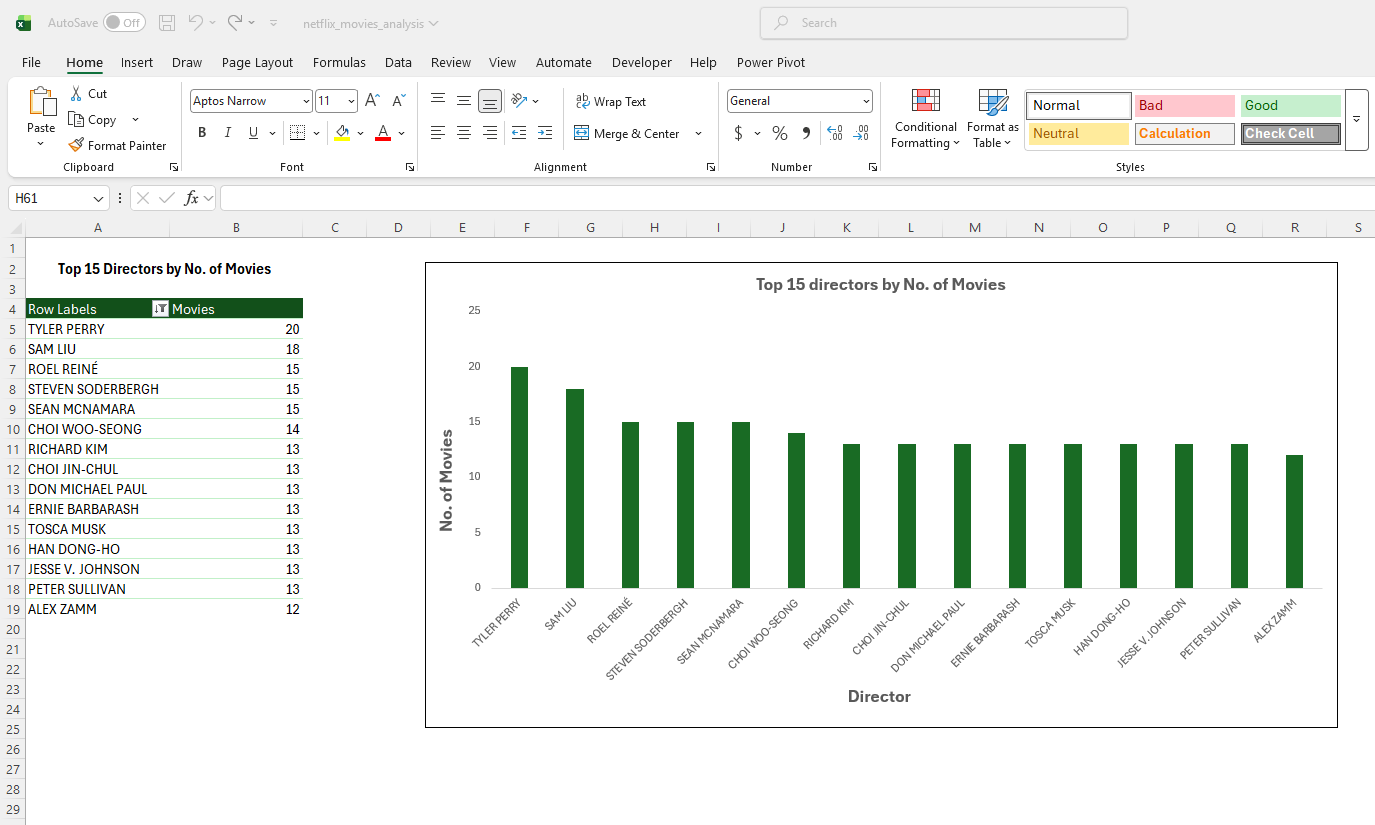 AutoSave Off netflix_movies_analysis Search
File Home Insert Draw Page Layout Formulas Data Review View Automate Developer Help Power Pivot
Paste
Cut
Copy
Format Painter
Clipboard
Aptos Narrow 11 A A
B I U A
Font
ab Wrap Text
Merge & Center
Alignment
General
$ % 9 .00 .00
Number
Conditional Formatting
Format as Table
Normal Bad Good
Neutral Calculation Check Cell
Styles
H61 fx
A B C D E F G H I J K L M N O P Q R S
1
2 Top 15 Directors by No. of Movies
3
4 Row Labels Movies
5 TYLER PERRY 20
6 SAM LIU 18
7 ROEL REINÉ 15
8 STEVEN SODERBERGH 15
9 SEAN MCNAMARA 15
10 CHOI WOO-SEONG 14
11 RICHARD KIM 13
12 CHOI JIN-CHUL 13
13 DON MICHAEL PAUL 13
14 ERNIE BARBARASH 13
15 TOSCA MUSK 13
16 HAN DONG-HO 13
17 JESSE V. JOHNSON 13
18 PETER SULLIVAN 13
19 ALEX ZAMM 12
20
21
22
23
24
25
26
27
28
29
Top 15 directors by No. of Movies
No. of Movies
25
20
15
10
5
0
TYLER PERRY
SAM LIU
ROEL REINÉ
STEVEN SODERBERGH
SEAN MCNAMARA
CHOI WOO-SEONG
RICHARD KIM
CHOI JIN-CHUL
DON MICHAEL PAUL
ERNIE BARBARASH
TOSCA MUSK
HAN DONG-HO
JESSE V. JOHNSON
PETER SULLIVAN
ALEX ZAMM
Director